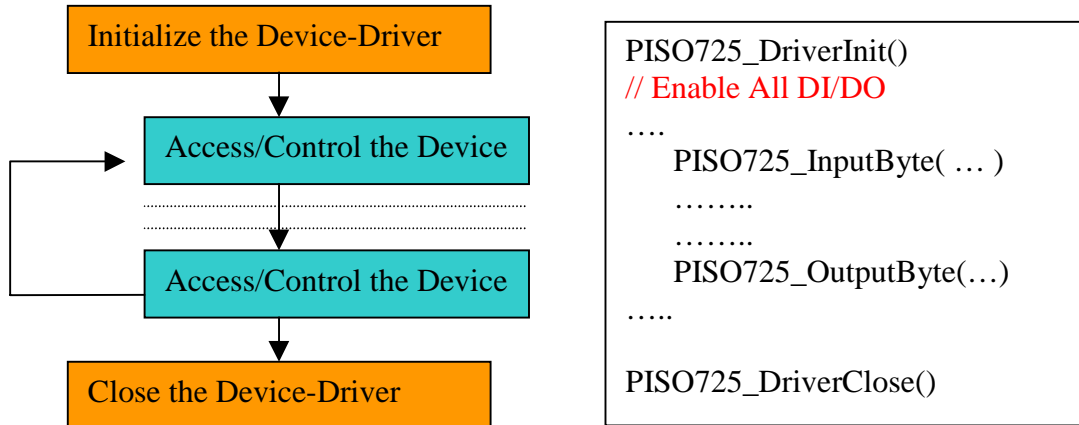 Initialize the Device-Driver
Access/Control the Device
Access/Control the Device
Close the Device-Driver
PISO725_DriverInit()
// Enable All DI/DO
….
PISO725_InputByte( … )
……..
……..
PISO725_OutputByte(…)
…..
PISO725_DriverClose()